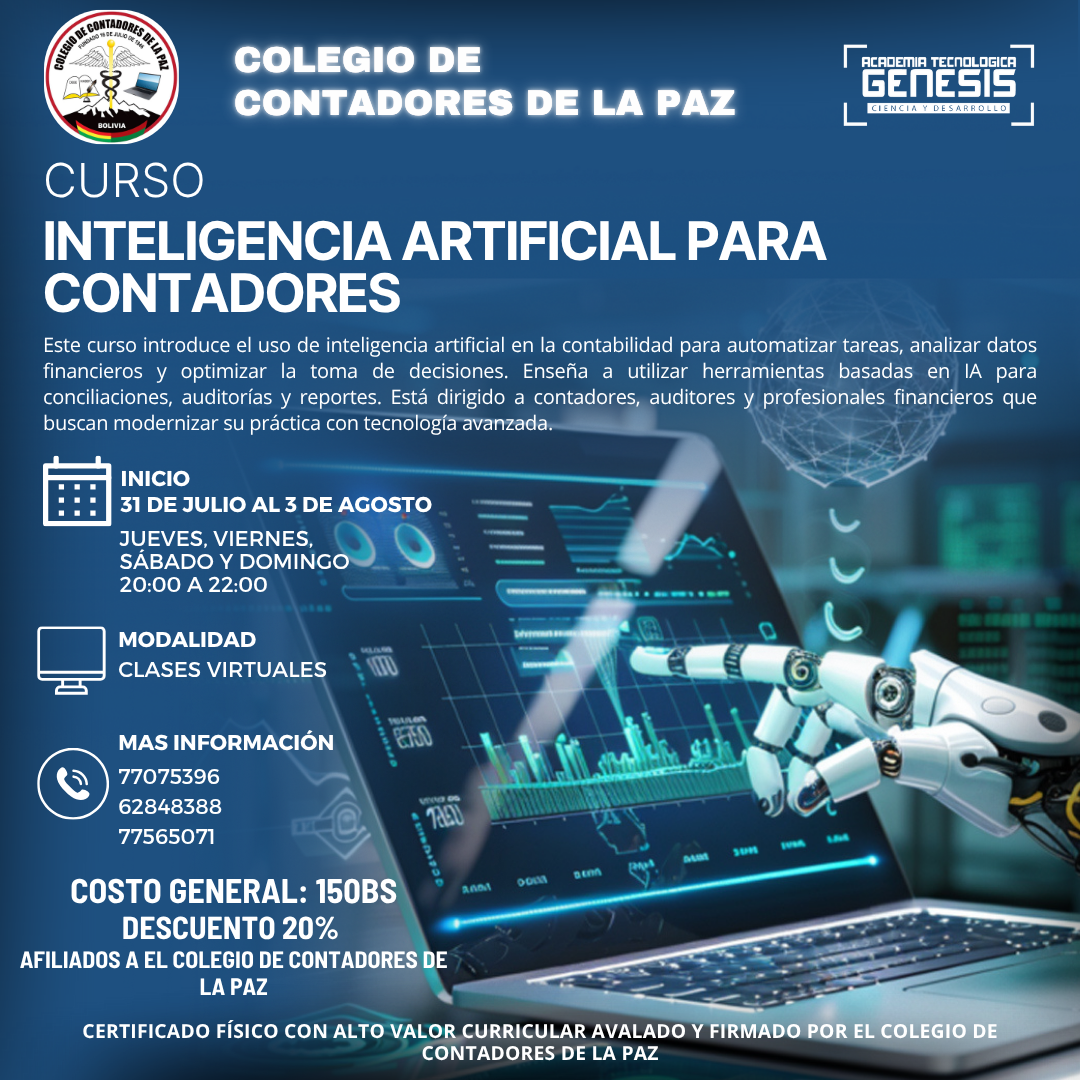 COLEGIO DE CONTADORES DE LA PAZ
FUNDADO 18 DE JULIO DE 1946
BOLIVIA
COLEGIO DE
CONTADORES DE LA PAZ
ACADEMIA TECNOLOGICA
GENESIS
CIENCIA Y DESARROLLO
CURSO
INTELIGENCIA ARTIFICIAL PARA
CONTADORES
Este curso introduce el uso de inteligencia artificial en la contabilidad para automatizar tareas, analizar datos
financieros y optimizar la toma de decisiones. Enseña a utilizar herramientas basadas en IA para
conciliaciones, auditorías y reportes. Está dirigido a contadores, auditores y profesionales financieros que
buscan modernizar su práctica con tecnología avanzada.
INICIO
31 DE JULIO AL 3 DE AGOSTO
JUEVES, VIERNES,
SÁBADO Y DOMINGO
20:00 A 22:00
MODALIDAD
CLASES VIRTUALES
MAS INFORMACIÓN
77075396
62848388
77565071
COSTO GENERAL: 150BS
DESCUENTO 20%
AFILIADOS A EL COLEGIO DE CONTADORES DE
LA PAZ
CERTIFICADO FÍSICO CON ALTO VALOR CURRICULAR AVALADO Y FIRMADO POR EL COLEGIO DE
CONTADORES DE LA PAZ